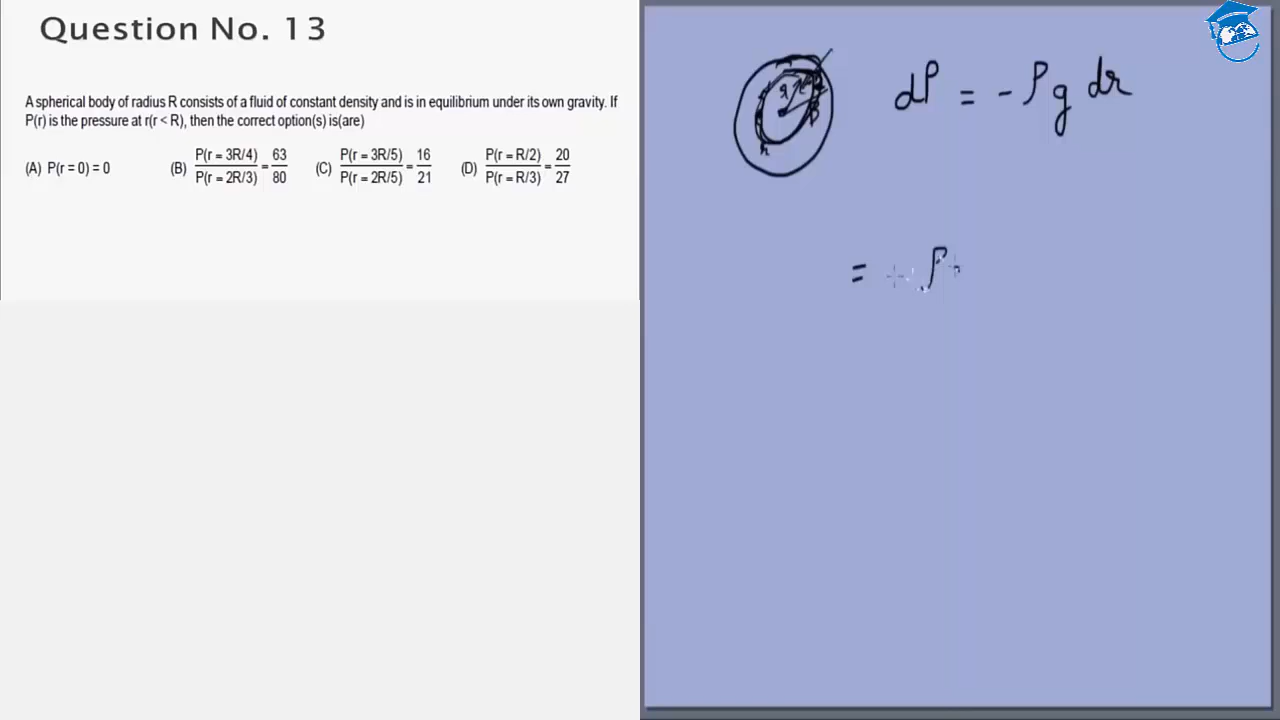 Question No. 13
A spherical body of radius R consists of a fluid of constant density and is in equilibrium under its own gravity. If
P(r) is the pressure at r(r < R), then the correct option(s) is(are)
(A) P(r = 0) = 0 (B) P(r = 3R/4) / P(r = 2R/3) = 63/80 (C) P(r = 3R/5) / P(r = 2R/5) = 16/21 (D) P(r = R/2) / P(r = R/3) = 20/27
dP = - ρ g dr
= ρ